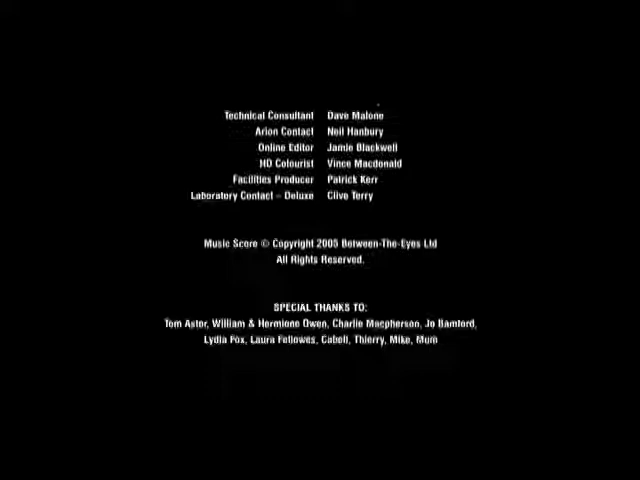 Technical Consultant Dave Malone
Arion Contact Neil Hanbury
Online Editor Jamie Blackwell
HD Colourist Vince Macdonald
Facilities Producer Patrick Kerr
Laboratory Contact - Deluxe Clive Terry
Music Score © Copyright 2005 Between-The-Eyes Ltd
All Rights Reserved.
SPECIAL THANKS TO:
Tom Astor, William & Hermione Owen, Charlie Macpherson, Jo Bamford,
Lydia Fox, Laura Fellowes, Thierry, Mike, Mum